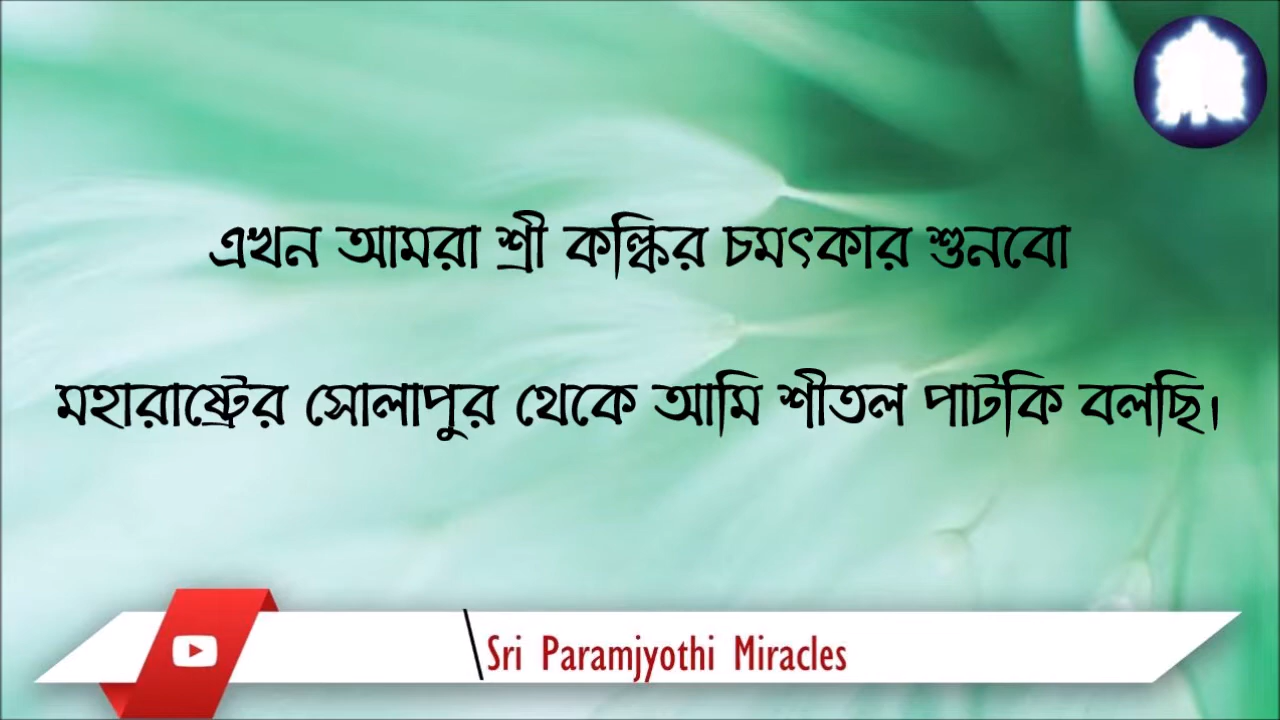 এখন আমরা শ্রী কল্কির চমৎকার শুনবো
মহারাষ্ট্রের সোলাপুর থেকে আমি শীতল পাটকি বলছি।
Sri Paramjyothi Miracles